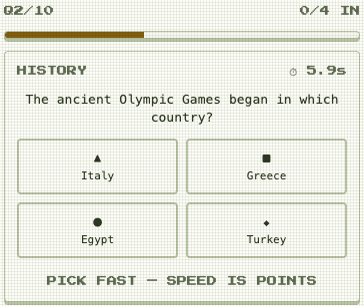 Q2/10 0/4 IN
HISTORY ⏱ 5.9s
The ancient Olympic Games began in which
country?
▲ ■
Italy Greece
● ◆
Egypt Turkey
PICK FAST — SPEED IS POINTS